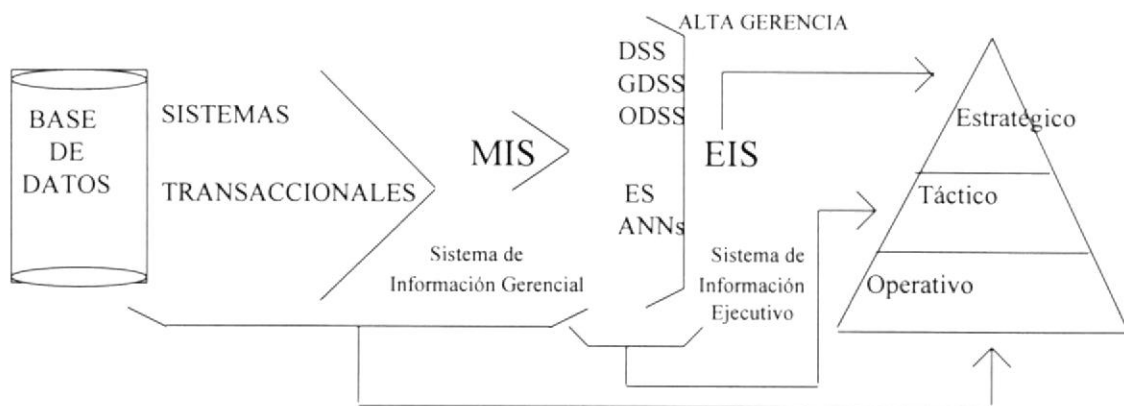 BASE
DE
DATOS
SISTEMAS
TRANSACCIONALES
MIS
Sistema de
Información Gerencial
ALTA GERENCIA
DSS
GDSS
ODSS
ES
ANNs
EIS
Sistema de
Información
Ejecutivo
Estratégico
Táctico
Operativo